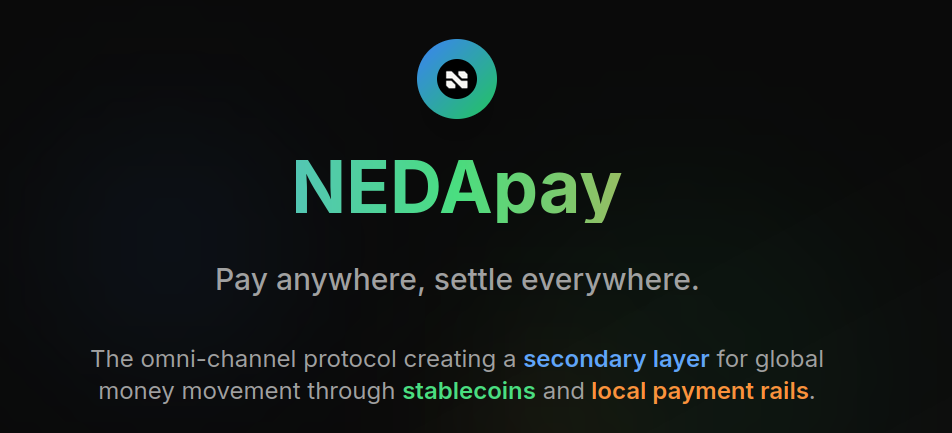 NEDApay
Pay anywhere, settle everywhere.
The omni-channel protocol creating a secondary layer for global
money movement through stablecoins and local payment rails.